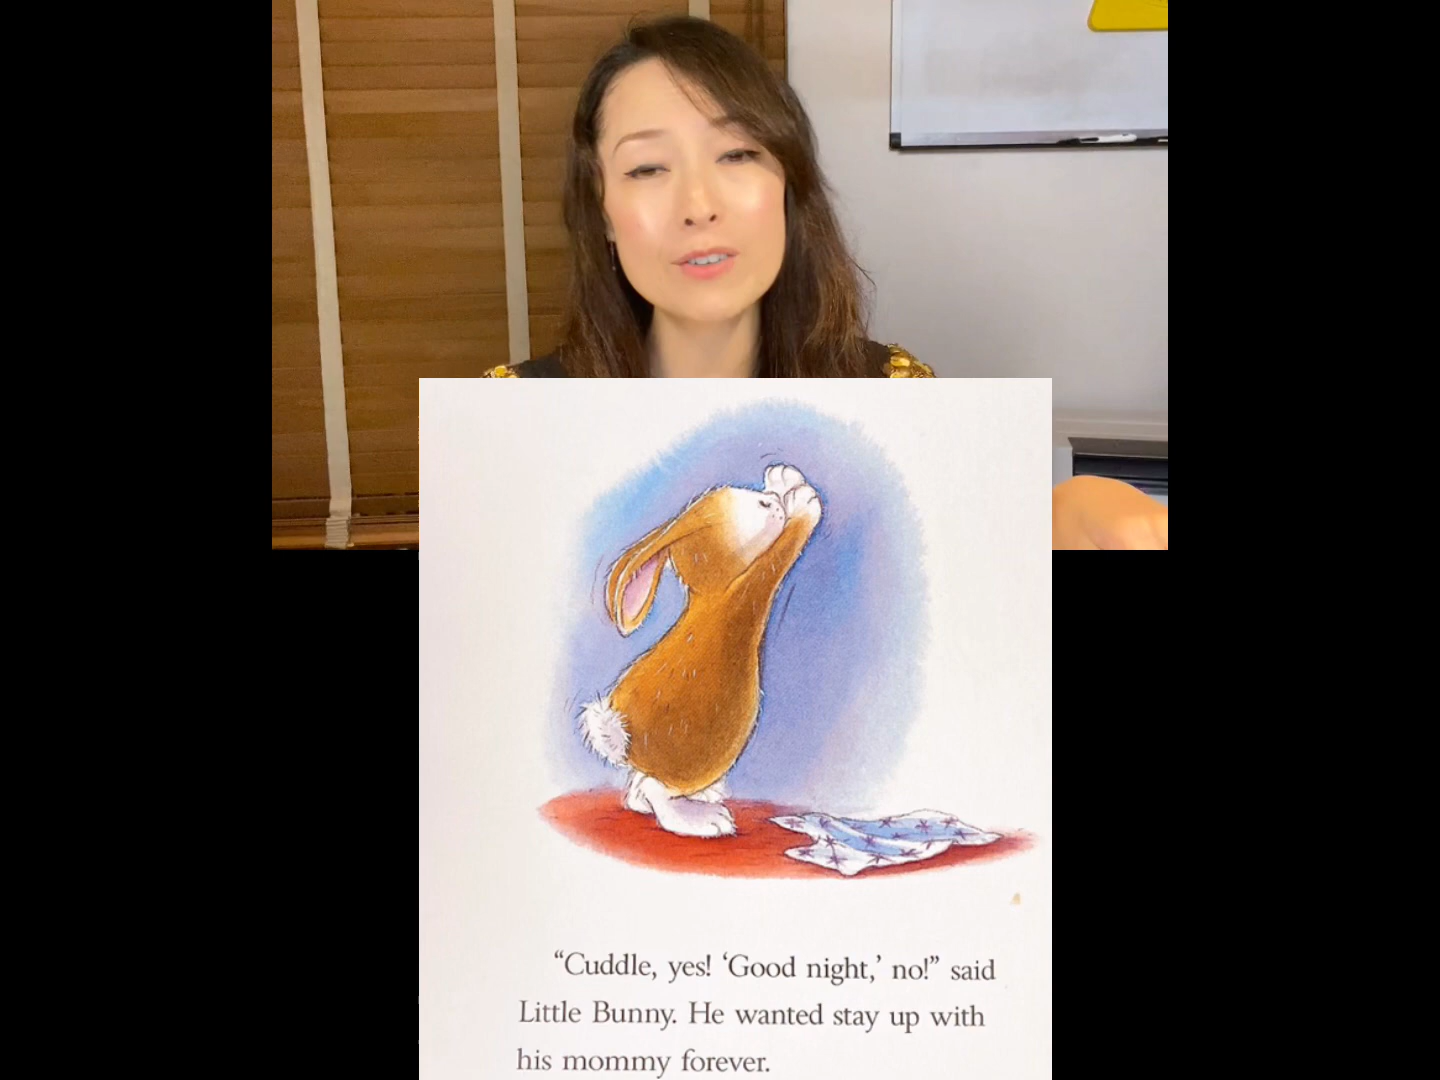 “Cuddle, yes! ‘Good night,’ no!” said
Little Bunny. He wanted stay up with
his mommy forever.